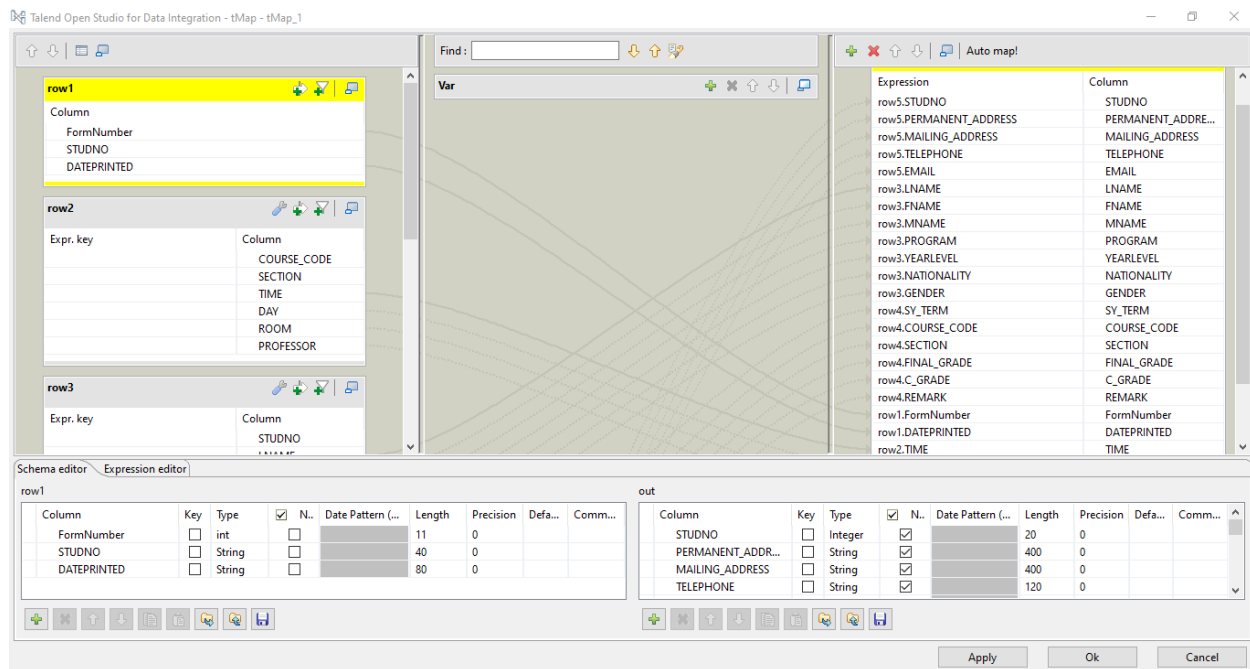 Talend Open Studio for Data Integration - tMap - tMap_1
Find :
Auto map!
row1
Column
FormNumber
STUDNO
DATEPRINTED
row2
Expr. key Column
COURSE_CODE
SECTION
TIME
DAY
ROOM
PROFESSOR
row3
Expr. key Column
STUDNO
Var
Expression Column
row5.STUDNO STUDNO
row5.PERMANENT_ADDRESS PERMANENT_ADDRE...
row5.MAILING_ADDRESS MAILING_ADDRESS
row5.TELEPHONE TELEPHONE
row5.EMAIL EMAIL
row3.LNAME LNAME
row3.FNAME FNAME
row3.MNAME MNAME
row3.PROGRAM PROGRAM
row3.YEARLEVEL YEARLEVEL
row3.NATIONALITY NATIONALITY
row3.GENDER GENDER
row4.SY_TERM SY_TERM
row4.COURSE_CODE COURSE_CODE
row4.SECTION SECTION
row4.FINAL_GRADE FINAL_GRADE
row4.C_GRADE C_GRADE
row4.REMARK REMARK
row1.FormNumber FormNumber
row1.DATEPRINTED DATEPRINTED
row2.TIME TIME
Schema editor Expression editor
row1
Column Key Type N.. Date Pattern (... Length Precision Defa... Comm...
FormNumber int 11 0
STUDNO String 40 0
DATEPRINTED String 80 0
out
Column Key Type N.. Date Pattern (... Length Precision Defa... Comm...
STUDNO Integer 20 0
PERMANENT_ADDR... String 400 0
MAILING_ADDRESS String 400 0
TELEPHONE String 120 0
Apply Ok Cancel